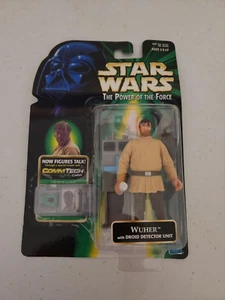 STAR
WARS
THE POWER OF THE FORCE
NOW FIGURES TALK!
COMMTECH
WUHER
with DROID DETECTOR UNIT